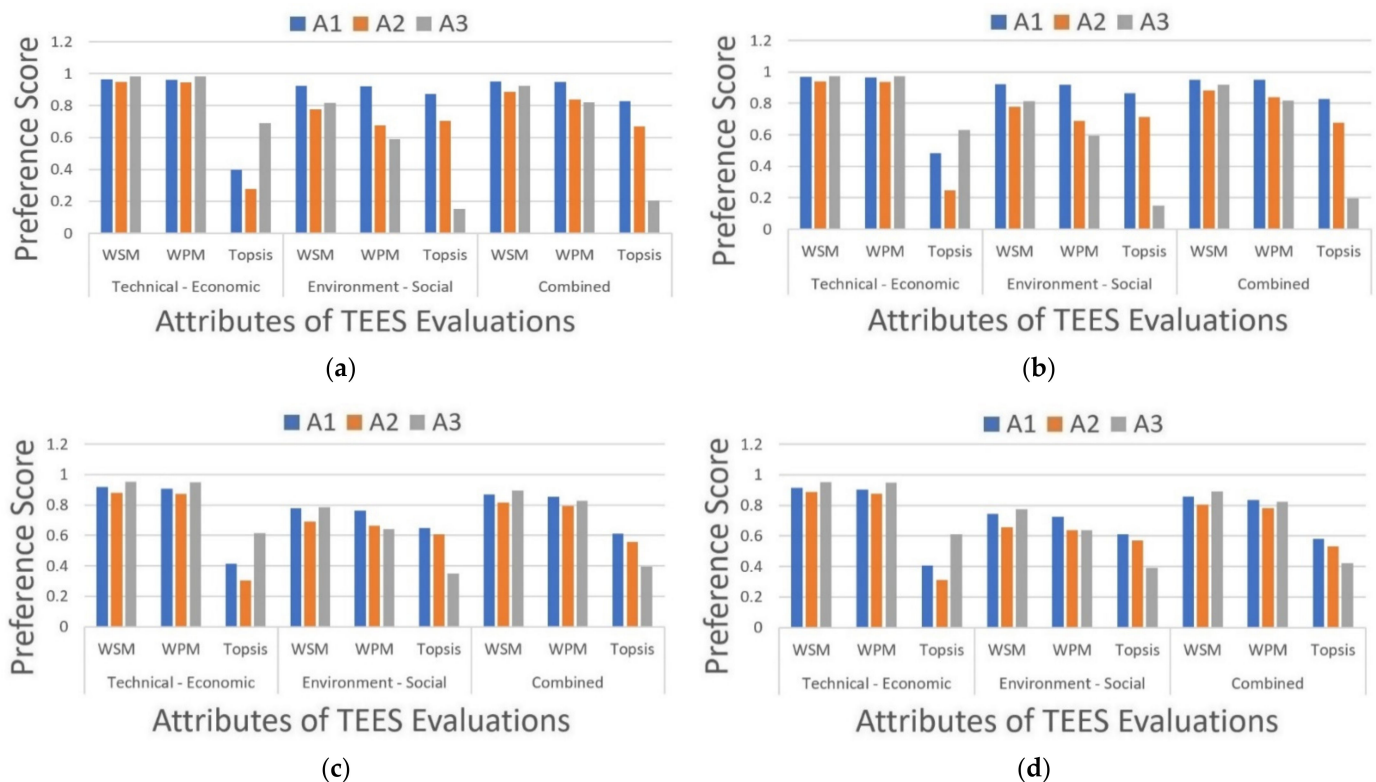 A1 A2 A3
Preference Score
1.2
1
0.8
0.6
0.4
0.2
0
WSM WPM Topsis WSM WPM Topsis WSM WPM Topsis
Technical - Economic Environment - Social Combined
Attributes of TEES Evaluations
(a)
A1 A2 A3
Preference Score
1.2
1
0.8
0.6
0.4
0.2
0
WSM WPM Topsis WSM WPM Topsis WSM WPM Topsis
Technical - Economic Environment - Social Combined
Attributes of TEES Evaluations
(b)
A1 A2 A3
Preference Score
1.2
1
0.8
0.6
0.4
0.2
0
WSM WPM Topsis WSM WPM Topsis WSM WPM Topsis
Technical - Economic Environment - Social Combined
Attributes of TEES Evaluations
(c)
A1 A2 A3
Preference Score
1.2
1
0.8
0.6
0.4
0.2
0
WSM WPM Topsis WSM WPM Topsis WSM WPM Topsis
Technical - Economic Environment - Social Combined
Attributes of TEES Evaluations
(d)